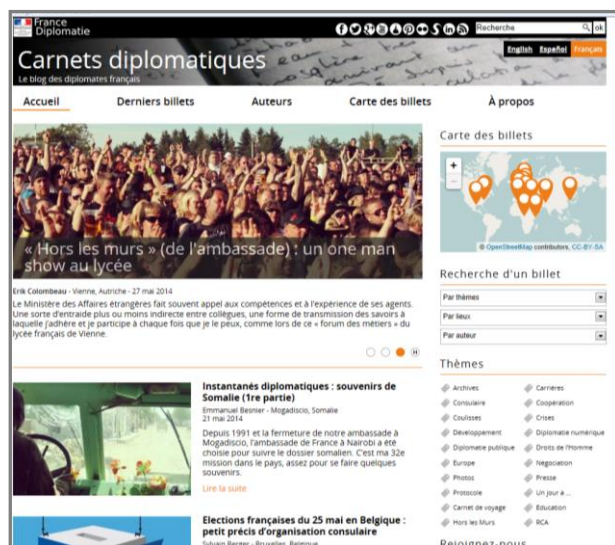 France
Diplomatie
Recherche
ok
Carnets diplomatiques
Le blog des diplomates français
English Español Français
Accueil Derniers billets Auteurs Carte des billets À propos
« Hors les murs » (de l'ambassade) : un one man
show au lycée
Erik Colombeau - Vienne, Autriche - 27 mai 2014
Le Ministère des Affaires étrangères fait souvent appel aux compétences et à l'expérience de ses agents.
Une sorte d'entraide plus ou moins indirecte entre collègues, une forme de transmission des savoirs à
laquelle j'adhère et je participe à chaque fois que je le peux, comme lors de ce « forum des métiers » du
lycée français de Vienne.
Instantanés diplomatiques : souvenirs de
Somalie (1re partie)
Emmanuel Besnier - Mogadiscio, Somalie
21 mai 2014
Depuis 1991 et la fermeture de notre ambassade à
Mogadiscio, l'ambassade de France à Nairobi a été
choisie pour suivre le dossier somalien. C'est ma 32e
mission dans le pays, assez pour se faire quelques
souvenirs.
Lire la suite
Elections françaises du 25 mai en Belgique :
petit précis d'organisation consulaire
Sylvain Berger - Bruxelles, Belgique
Carte des billets
+
-
© OpenStreetMap contributors, CC-BY-SA
Recherche d'un billet
Par thèmes
Par lieux
Par auteur
Thèmes
Archives Carrières
Consulaire Coopération
Coulisses Crises
Développement Diplomatie numérique
Diplomatie publique Droits de l'Homme
Europe Négociation
Photos Presse
Protocole Un jour à ...
Carnet de voyage Education
Hors les Murs RCA
Rejoignez-nous